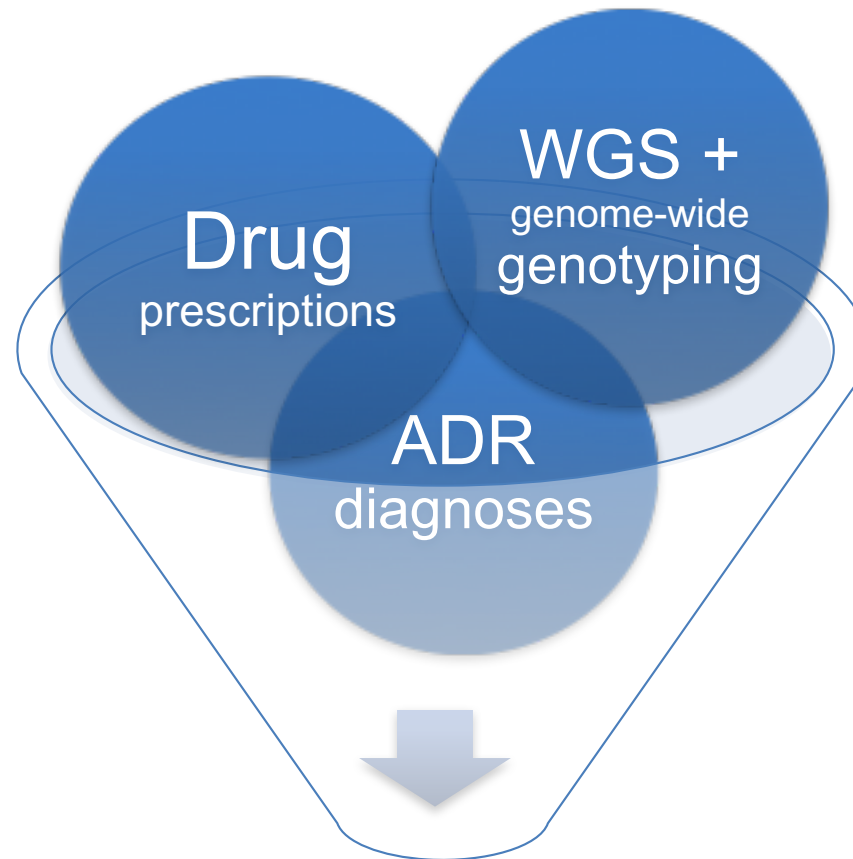 Drug
prescriptions
WGS +
genome-wide
genotyping
ADR
diagnoses